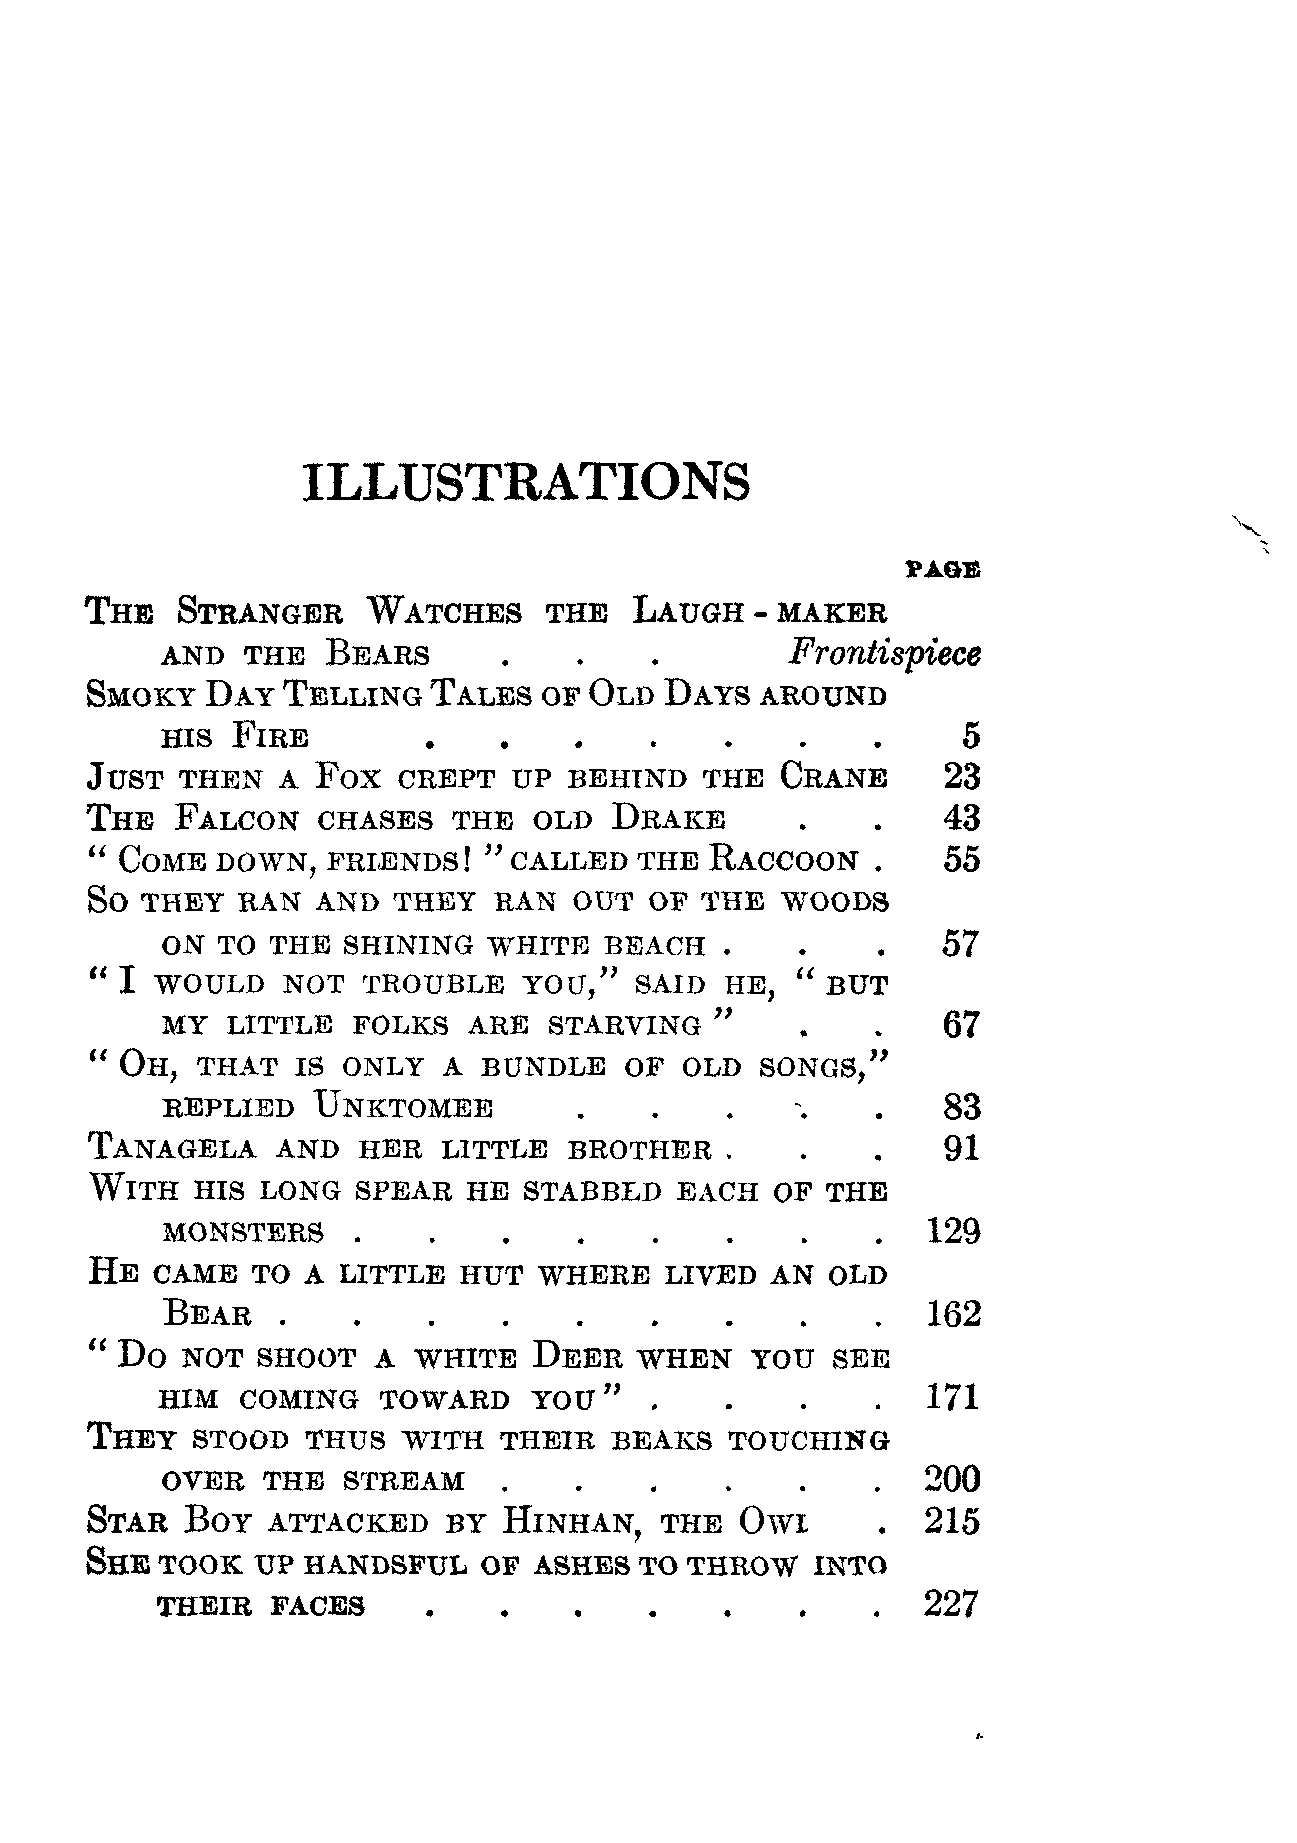 ILLUSTRATIONS
PAGE
The Stranger Watches the Laugh-maker
and the Bears . . . Frontispiece
Smoky Day Telling Tales of Old Days around
his Fire . . . . . . . 5
Just then a Fox crept up behind the Crane 23
The Falcon chases the old Drake . . 43
“Come down, friends!” called the Raccoon . 55
So they ran and they ran out of the woods
on to the shining white beach . . . 57
“I would not trouble you,” said he, “but
my little folks are starving” . . 67
“Oh, that is only a bundle of old songs,”
replied Unktomee . . . . . 83
Tanagela and her little brother . . . 91
With his long spear he stabbed each of the
monsters . . . . . . . . 129
He came to a little hut where lived an old
Bear . . . . . . . . . 162
“Do not shoot a white Deer when you see
him coming toward you” . . . . 171
They stood thus with their beaks touching
over the stream . . . . . . 200
Star Boy attacked by Hinhan, the Owl . 215
She took up handsful of ashes to throw into
their faces . . . . . . . 227